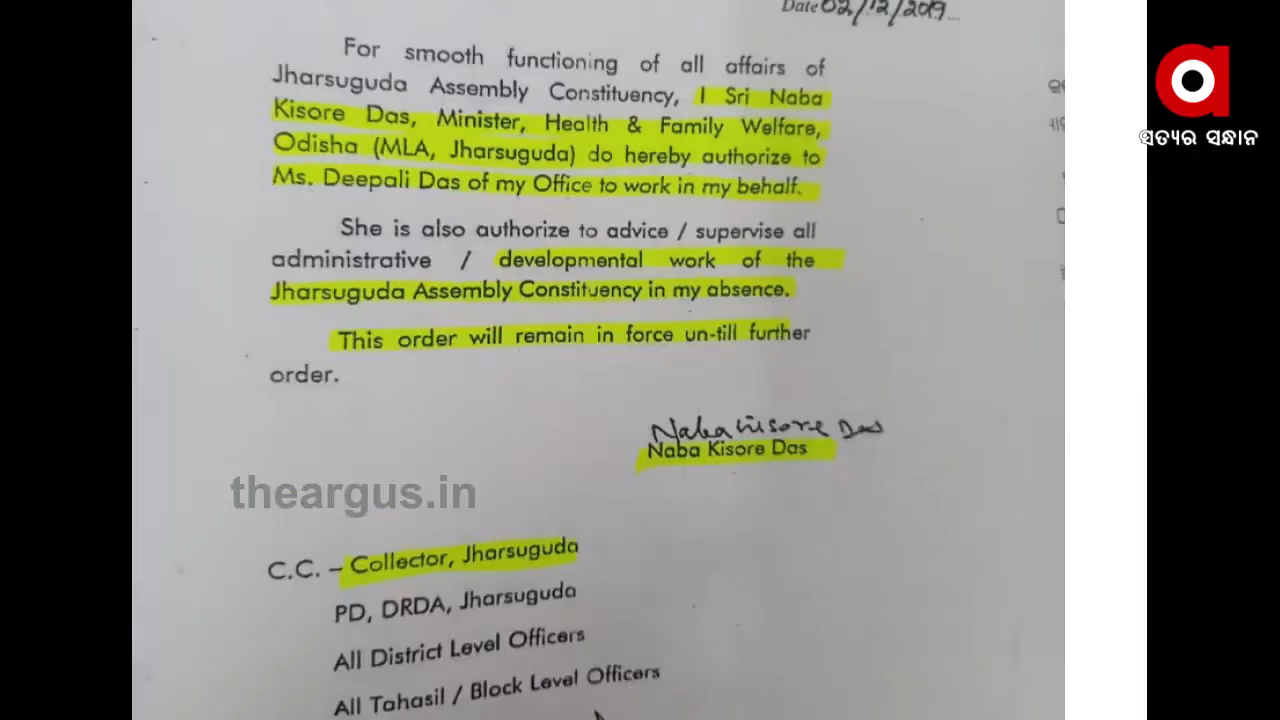 Date 02/12/2019
For smooth functioning of all affairs of
Jharsuguda Assembly Constituency, I Sri Naba
Kisore Das, Minister, Health & Family Welfare,
Odisha (MLA, Jharsuguda) do hereby authorize to
Ms. Deepali Das of my Office to work in my behalf.
She is also authorize to advice / supervise all
administrative / developmental work of the
Jharsuguda Assembly Constituency in my absence.
This order will remain in force un-till further
order.
Naba kisore Das
Naba Kisore Das
theargus.in
C.C. – Collector, Jharsuguda
PD, DRDA, Jharsuguda
All District Level Officers
All Tahasil / Block Level Officers
a
ସତ୍ୟର ସନ୍ଧାନ